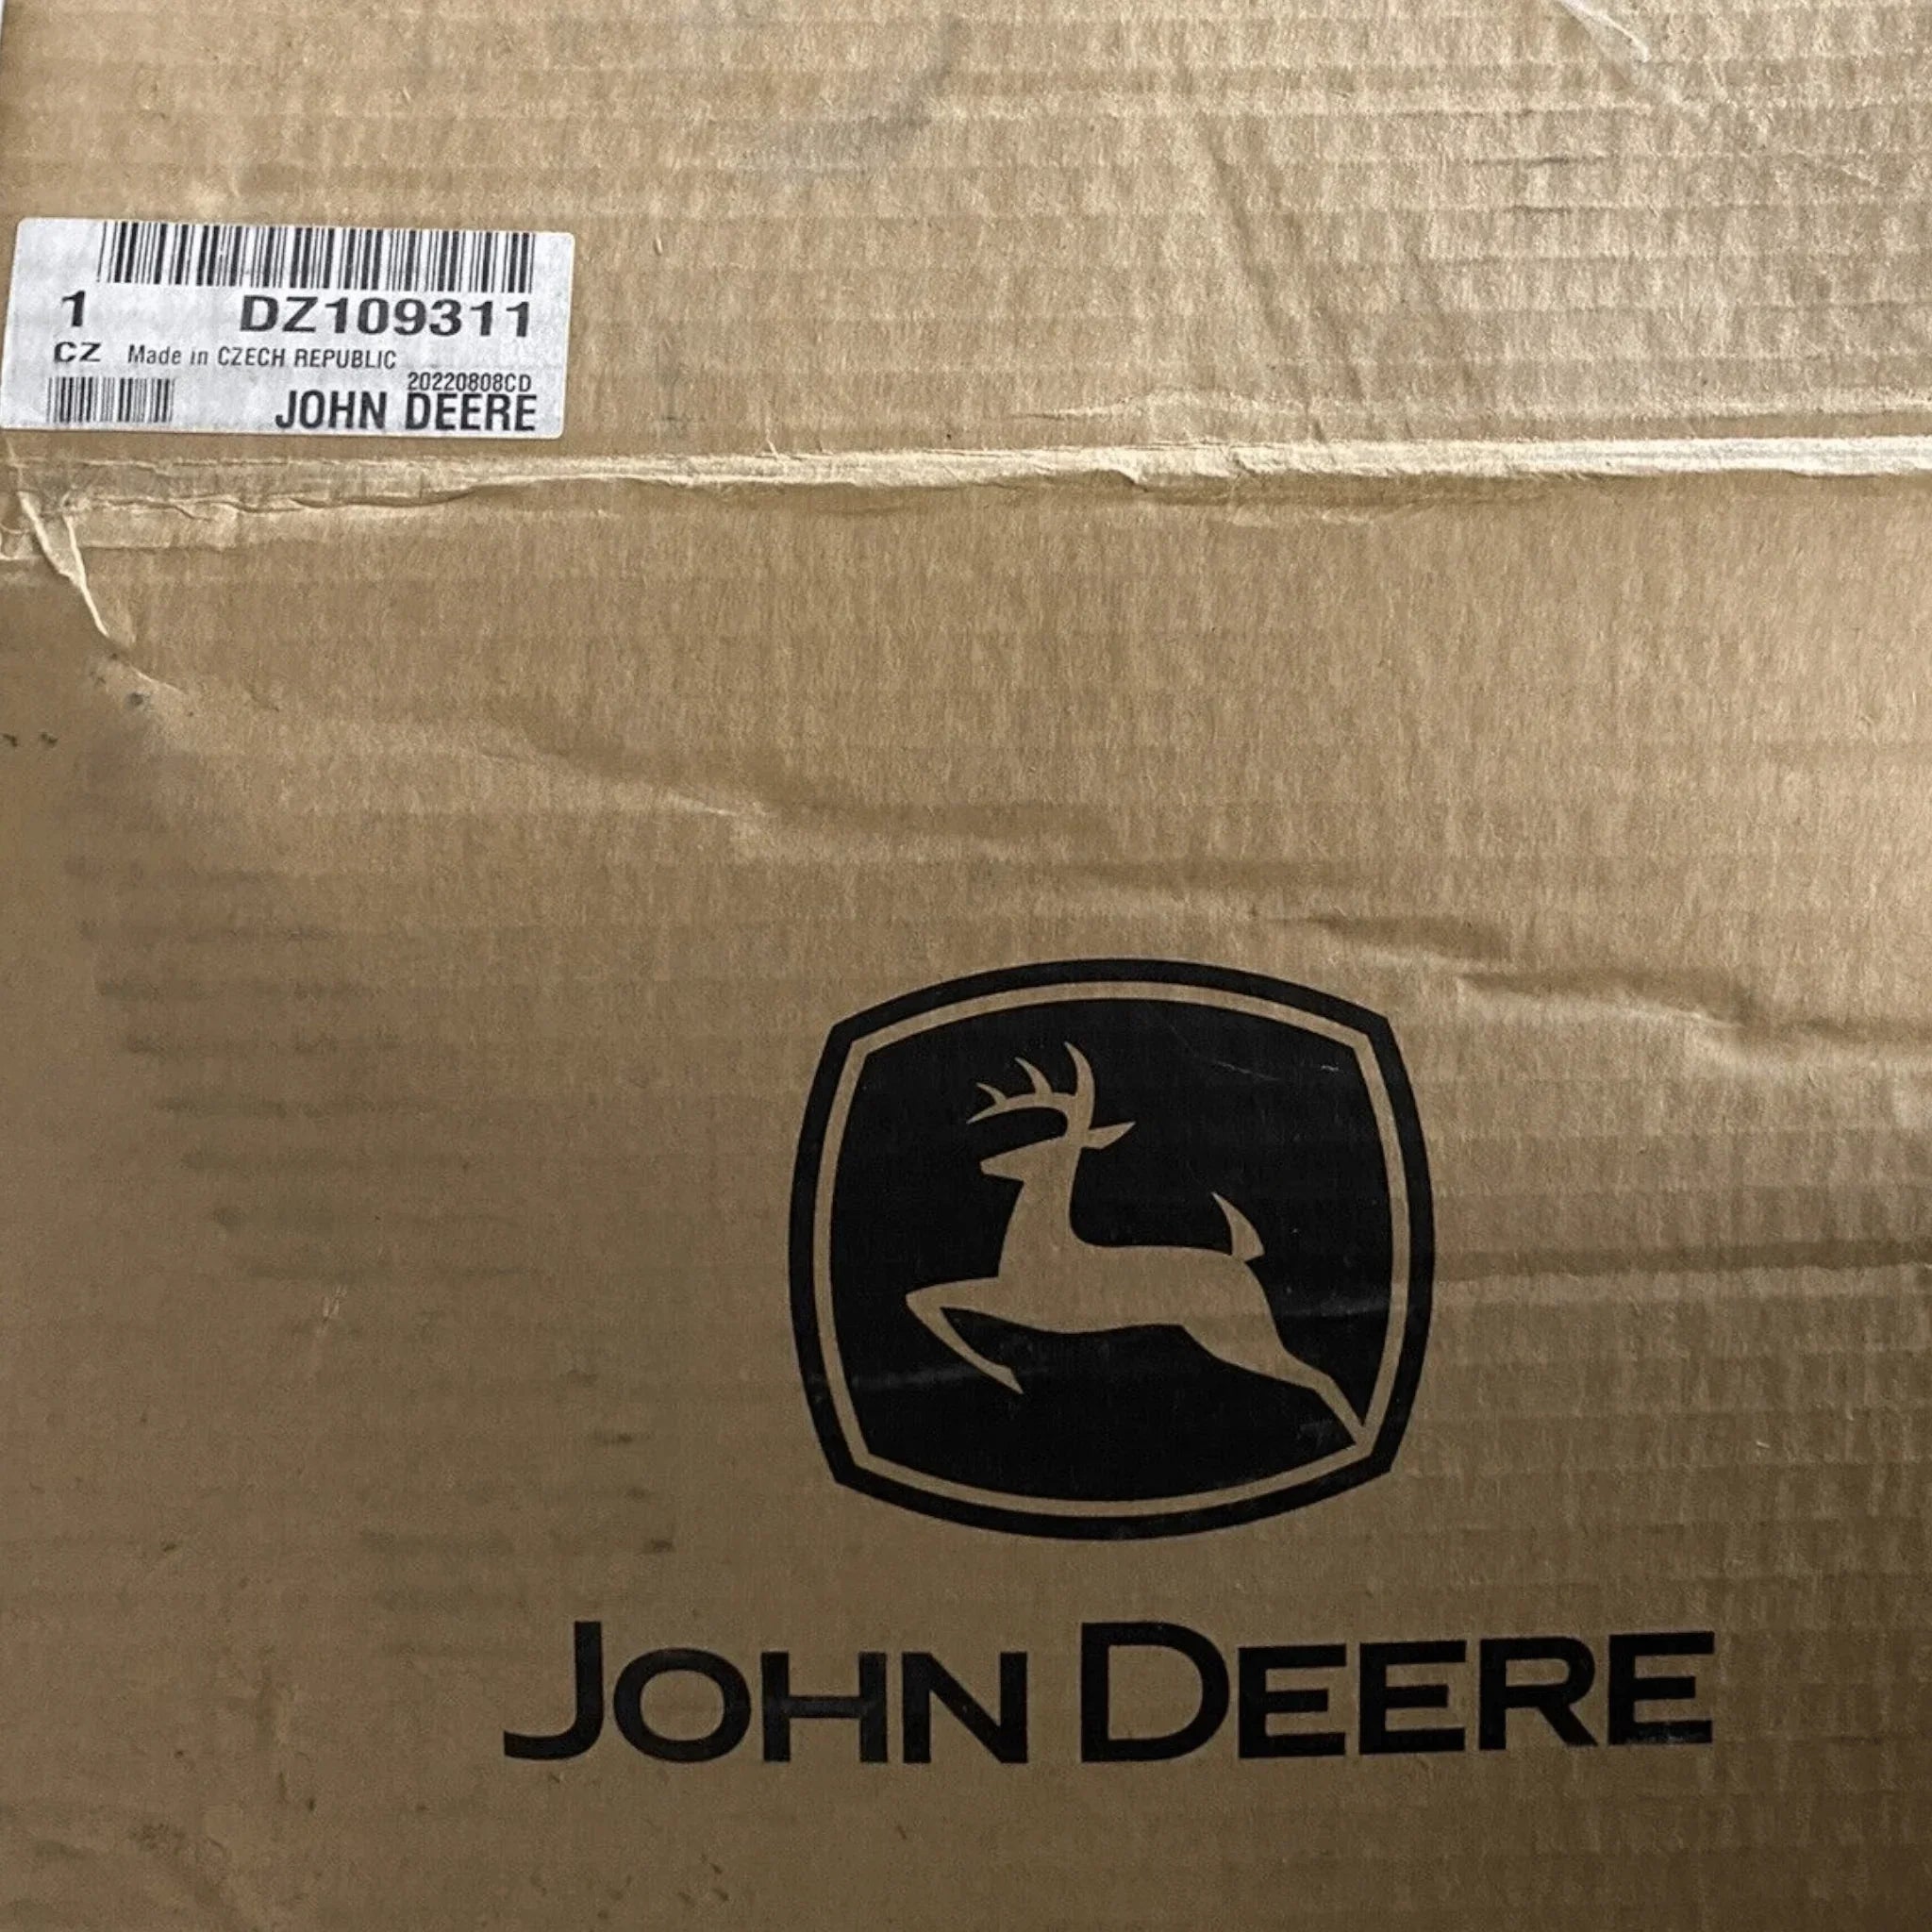 1 DZ109311
CZ Made in CZECH REPUBLIC
20220808CD
JOHN DEERE
JOHN DEERE